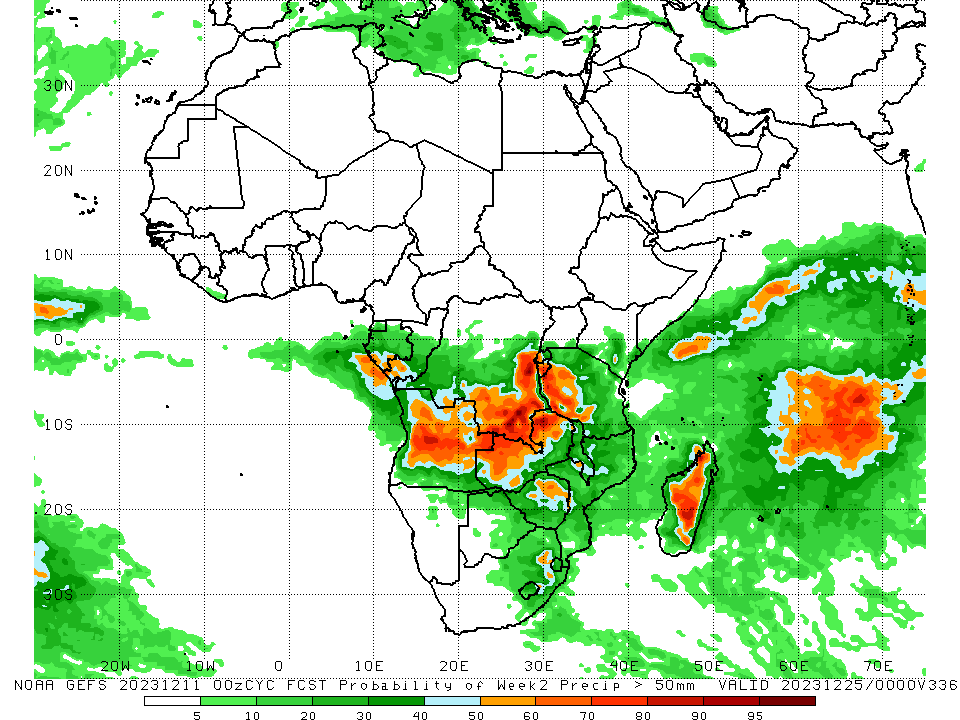 30N
20N
10N
0
10S
20S
30S
20W 10W 0 10E 20E 30E 40E 50E 60E 70E
NOAA GEFS 20231211 00zCYC FCST Probability of Week2 Precip > 50mm VALID 20231225/0000V336
5 10 20 30 40 50 60 70 80 90 95